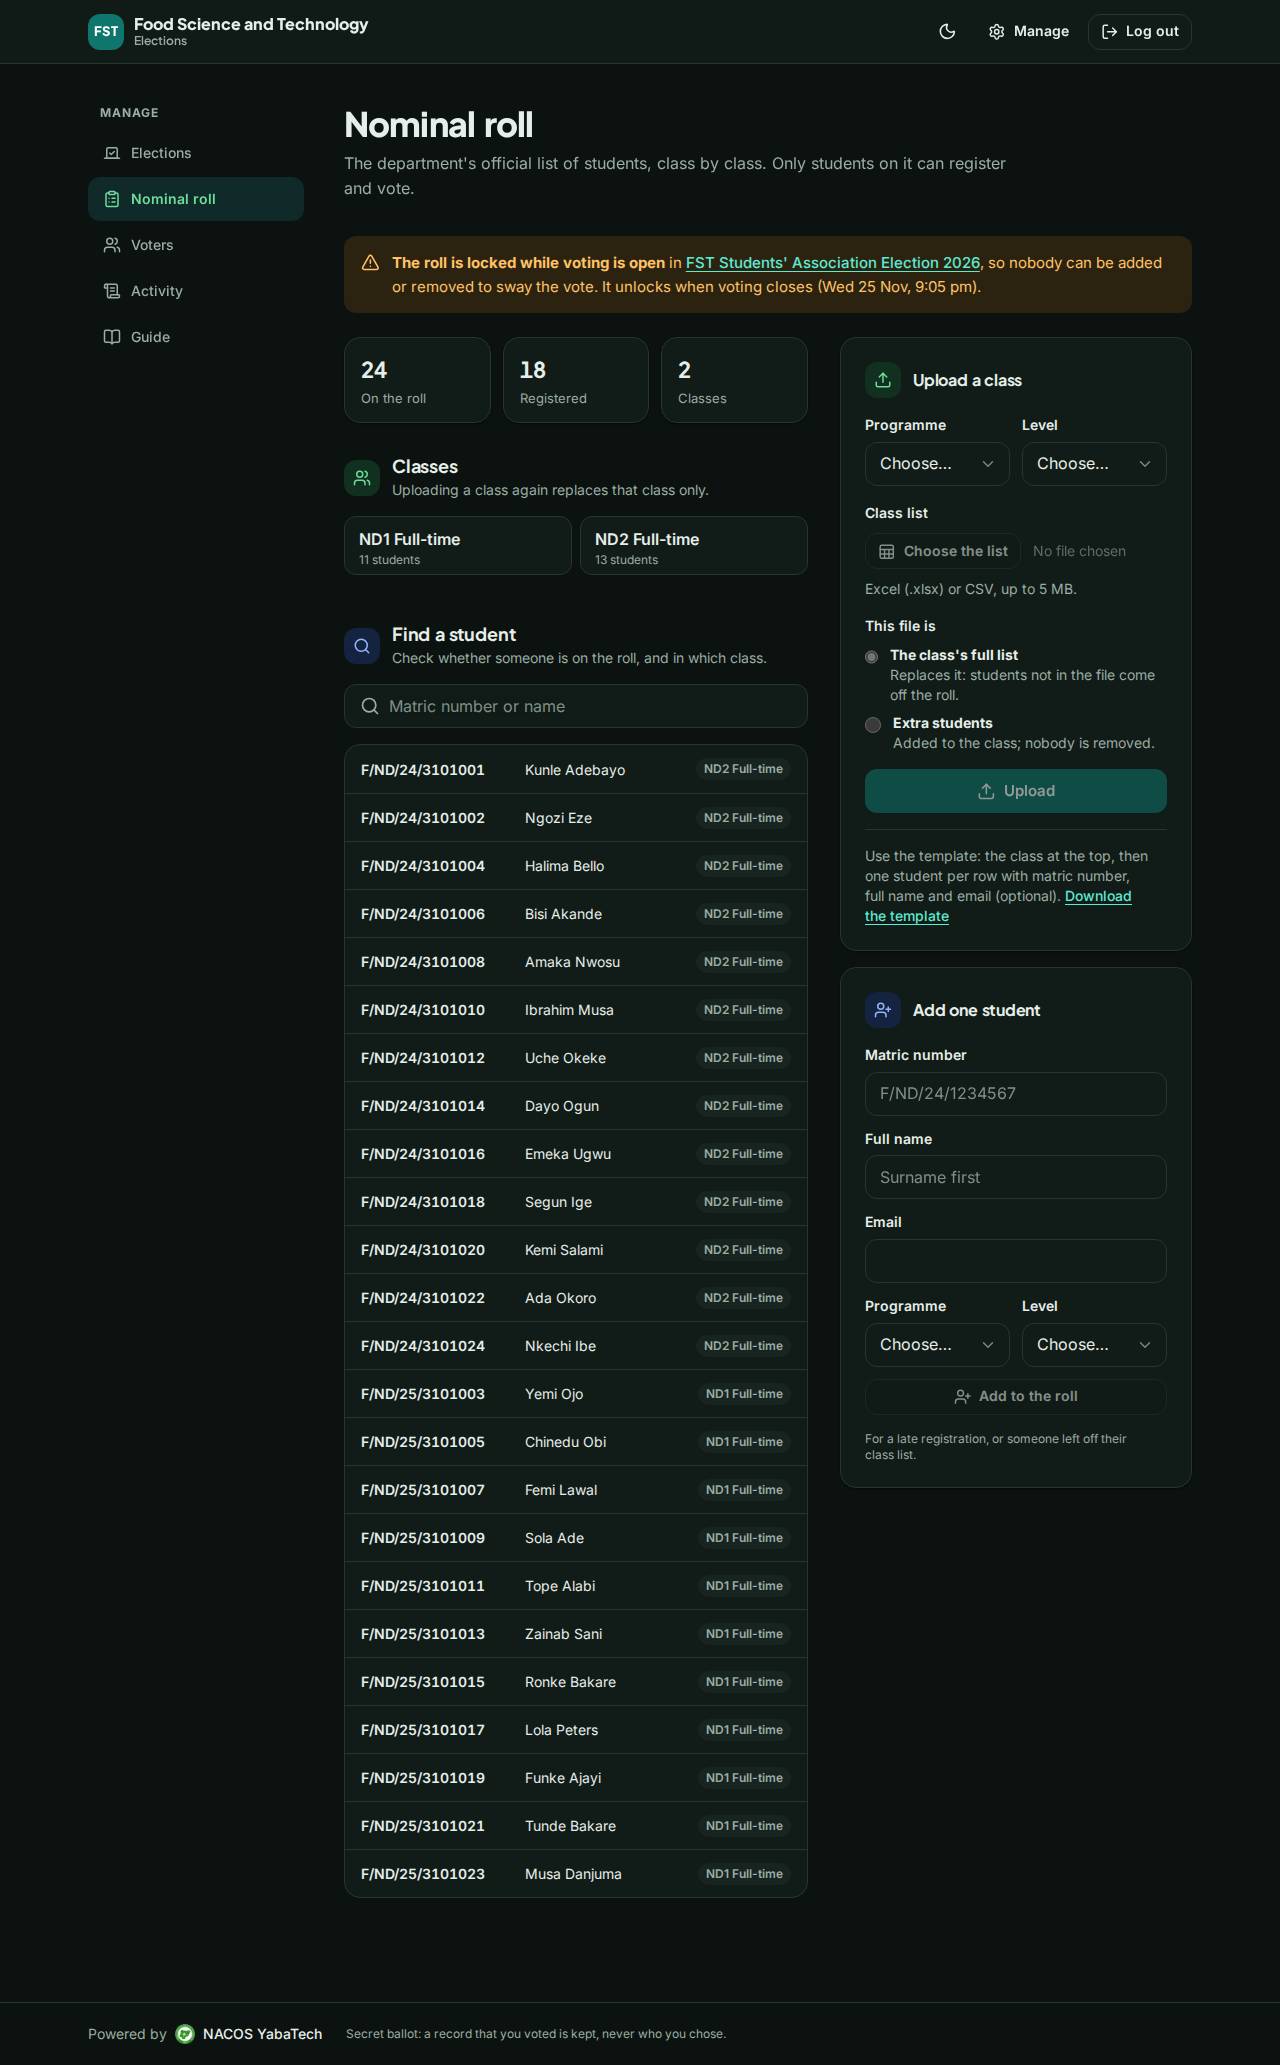 FST
Food Science and Technology
Elections
Manage
Log out
MANAGE
Elections
Nominal roll
Voters
Activity
Guide
Nominal roll
The department's official list of students, class by class. Only students on it can register
and vote.
The roll is locked while voting is open in FST Students' Association Election 2026, so nobody can be added
or removed to sway the vote. It unlocks when voting closes (Wed 25 Nov, 9:05 pm).
24
On the roll
18
Registered
2
Classes
Classes
Uploading a class again replaces that class only.
ND1 Full-time
11 students
ND2 Full-time
13 students
Find a student
Check whether someone is on the roll, and in which class.
Matric number or name
F/ND/24/3101001 Kunle Adebayo ND2 Full-time
F/ND/24/3101002 Ngozi Eze ND2 Full-time
F/ND/24/3101004 Halima Bello ND2 Full-time
F/ND/24/3101006 Bisi Akande ND2 Full-time
F/ND/24/3101008 Amaka Nwosu ND2 Full-time
F/ND/24/3101010 Ibrahim Musa ND2 Full-time
F/ND/24/3101012 Uche Okeke ND2 Full-time
F/ND/24/3101014 Dayo Ogun ND2 Full-time
F/ND/24/3101016 Emeka Ugwu ND2 Full-time
F/ND/24/3101018 Segun Ige ND2 Full-time
F/ND/24/3101020 Kemi Salami ND2 Full-time
F/ND/24/3101022 Ada Okoro ND2 Full-time
F/ND/24/3101024 Nkechi Ibe ND2 Full-time
F/ND/25/3101003 Yemi Ojo ND1 Full-time
F/ND/25/3101005 Chinedu Obi ND1 Full-time
F/ND/25/3101007 Femi Lawal ND1 Full-time
F/ND/25/3101009 Sola Ade ND1 Full-time
F/ND/25/3101011 Tope Alabi ND1 Full-time
F/ND/25/3101013 Zainab Sani ND1 Full-time
F/ND/25/3101015 Ronke Bakare ND1 Full-time
F/ND/25/3101017 Lola Peters ND1 Full-time
F/ND/25/3101019 Funke Ajayi ND1 Full-time
F/ND/25/3101021 Tunde Bakare ND1 Full-time
F/ND/25/3101023 Musa Danjuma ND1 Full-time
Upload a class
Programme Level
Choose... Choose...
Class list
Choose the list No file chosen
Excel (.xlsx) or CSV, up to 5 MB.
This file is
The class's full list
Replaces it: students not in the file come
off the roll.
Extra students
Added to the class; nobody is removed.
Upload
Use the template: the class at the top, then
one student per row with matric number,
full name and email (optional). Download
the template
Add one student
Matric number
F/ND/24/1234567
Full name
Surname first
Email
Programme Level
Choose... Choose...
Add to the roll
For a late registration, or someone left off their
class list.
Powered by NACOS YabaTech
Secret ballot: a record that you voted is kept, never who you chose.